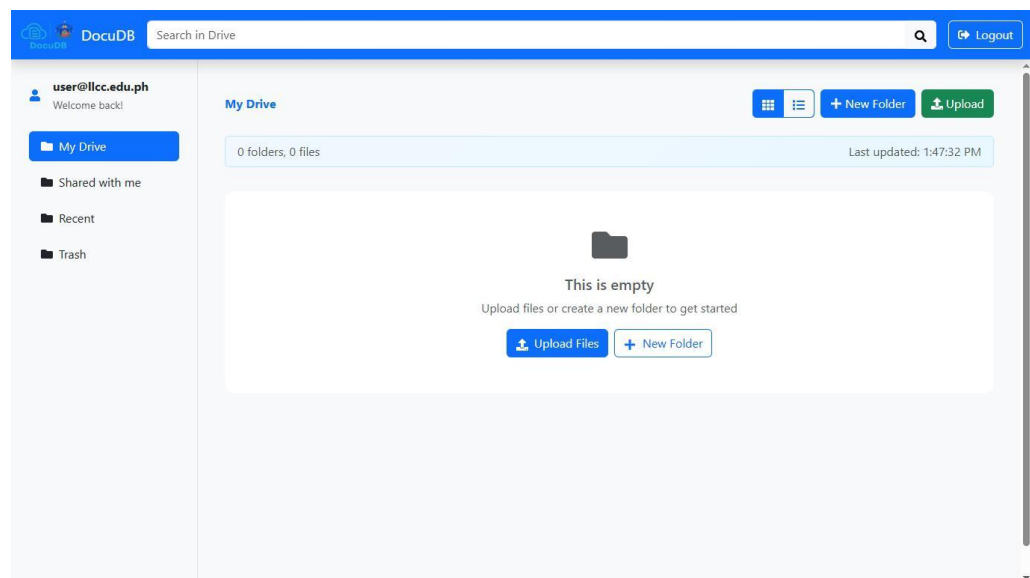 DocuDB
DocuDB
Search in Drive
Logout
user@llcc.edu.ph
Welcome back!
My Drive
Shared with me
Recent
Trash
My Drive
New Folder
Upload
0 folders, 0 files
Last updated: 1:47:32 PM
This is empty
Upload files or create a new folder to get started
Upload Files
New Folder